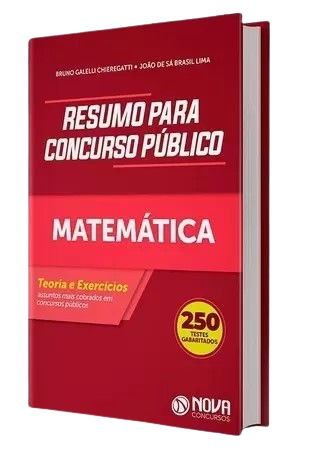 BRUNO GALELLI CHIEREGATTI • JOÃO DE SÁ BRASIL LIMA
RESUMO PARA
CONCURSO PÚBLICO
MATEMÁTICA
Teoria e Exercícios
assuntos mais cobrados em
concursos públicos
250
TESTES
GABARITADOS
NOVA
CONCURSOS